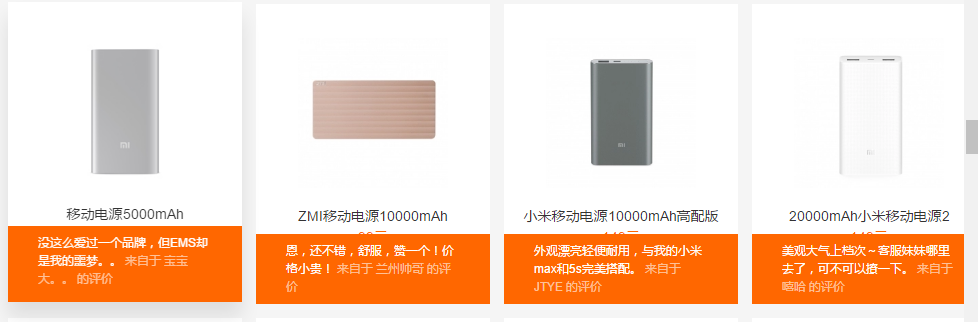 移动电源5000mAh
没这么爱过一个品牌，但EMS却
是我的噩梦。。 来自于 宝宝
大。。 的评价
ZMI移动电源10000mAh
恩，还不错，舒服，赞一个！价
格小贵！ 来自于 兰州帅哥 的评
价
小米移动电源10000mAh高配版
外观漂亮轻便耐用，与我的小米
max和5s完美搭配。 来自于
JTYE 的评价
20000mAh小米移动电源2
美观大气上档次～客服妹妹哪里
去了，可不可以撩一下。 来自于
嘻哈 的评价